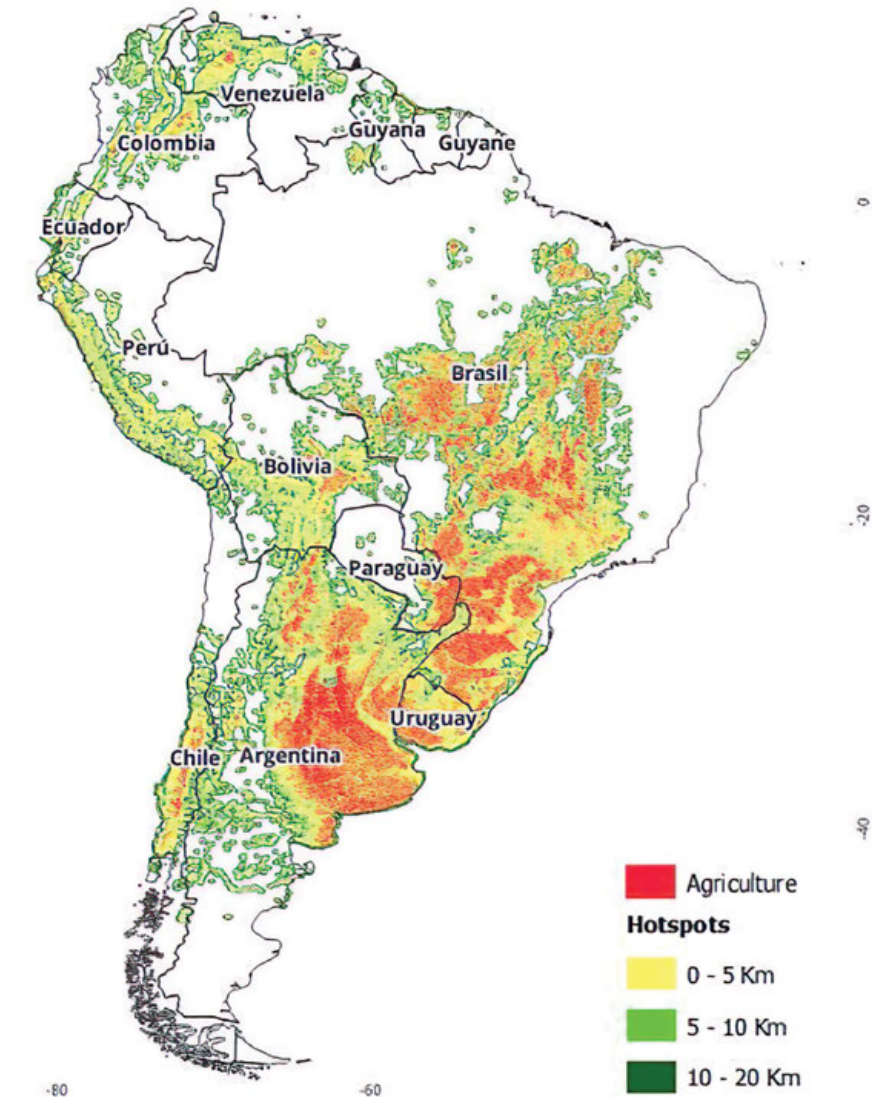 Venezuela
Guyana
Colombia
Guyane
0
Ecuador
Perú
Brasil
Bolivia
-20
Paraguay
Uruguay
Chile
Argentina
-40
Agriculture
Hotspots
0 - 5 Km
5 - 10 Km
10 - 20 Km
-80
-60